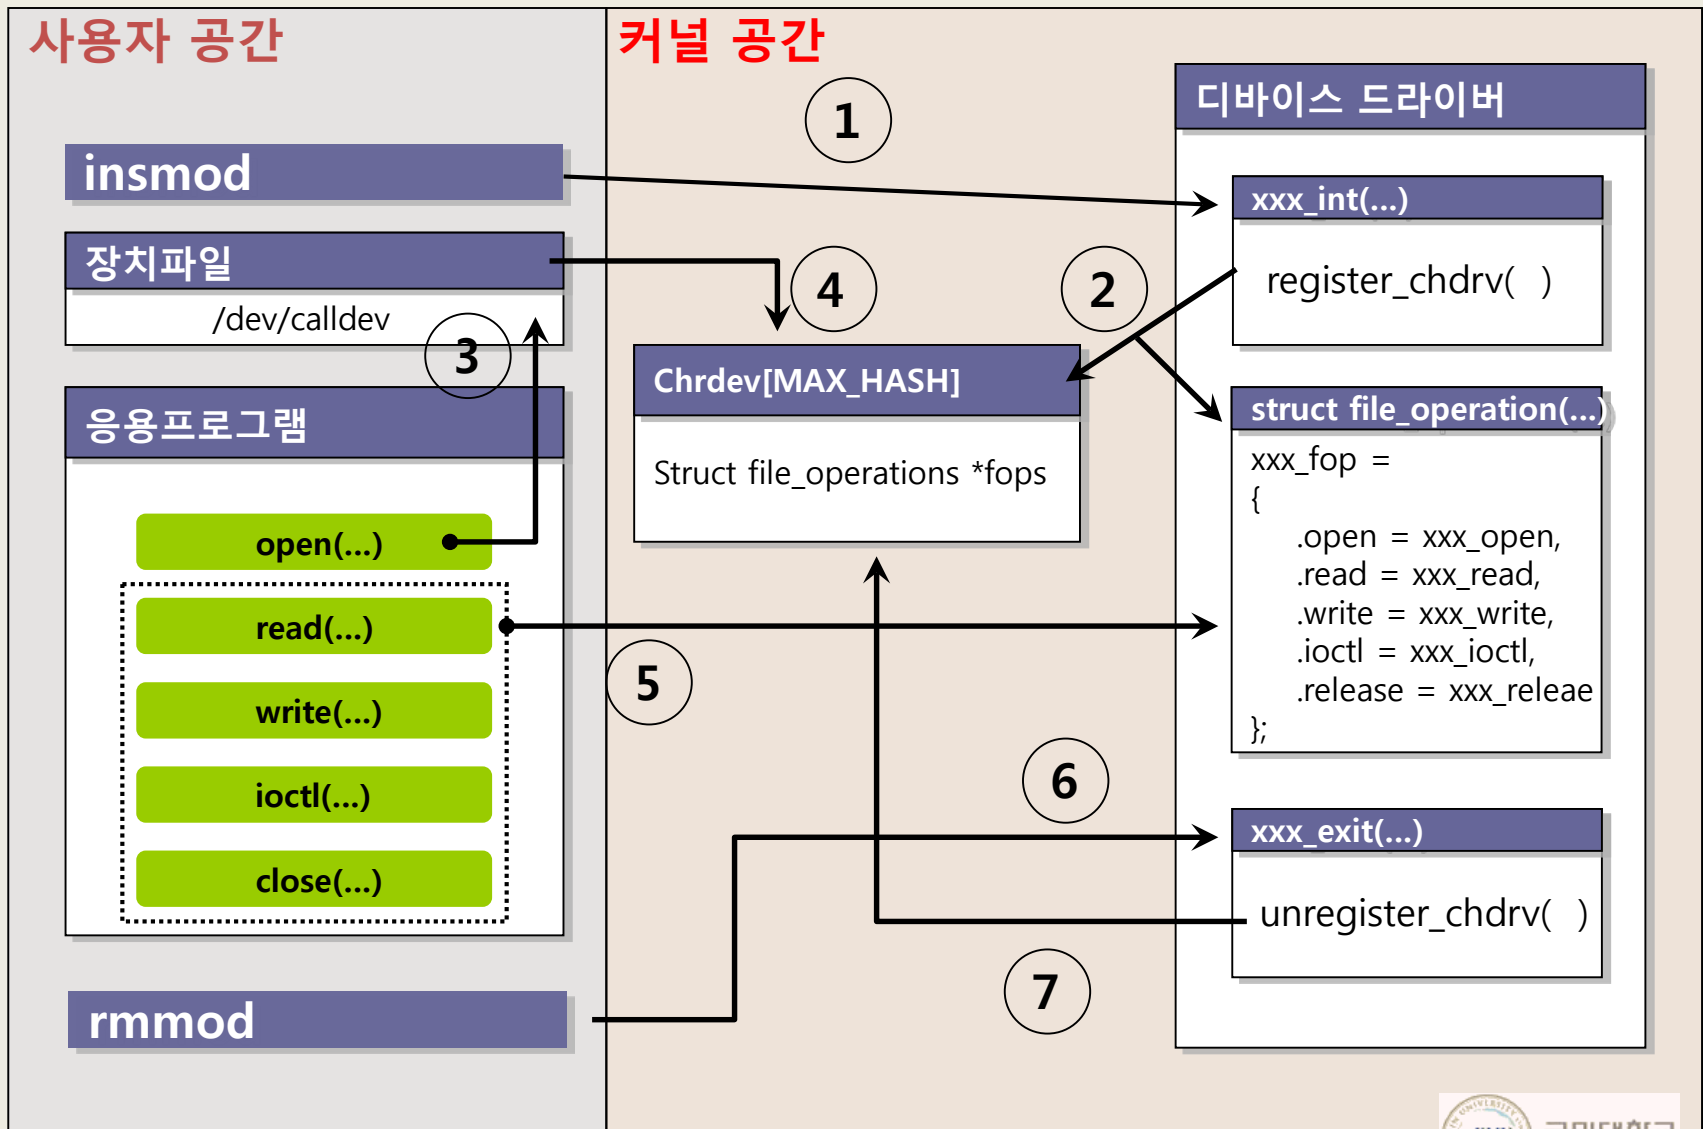 사용자 공간
커널 공간
디바이스 드라이버
1
insmod
xxx_int(...)
register_chdrv( )
장치파일
/dev/calldev
4
2
3
Chrdev[MAX_HASH]
Struct file_operations *fops
struct file_operation(...)
xxx_fop =
{
.open = xxx_open,
.read = xxx_read,
.write = xxx_write,
.ioctl = xxx_ioctl,
.release = xxx_releae
};
응용프로그램
open(...)
read(...)
write(...)
ioctl(...)
close(...)
5
6
xxx_exit(...)
unregister_chdrv( )
7
rmmod